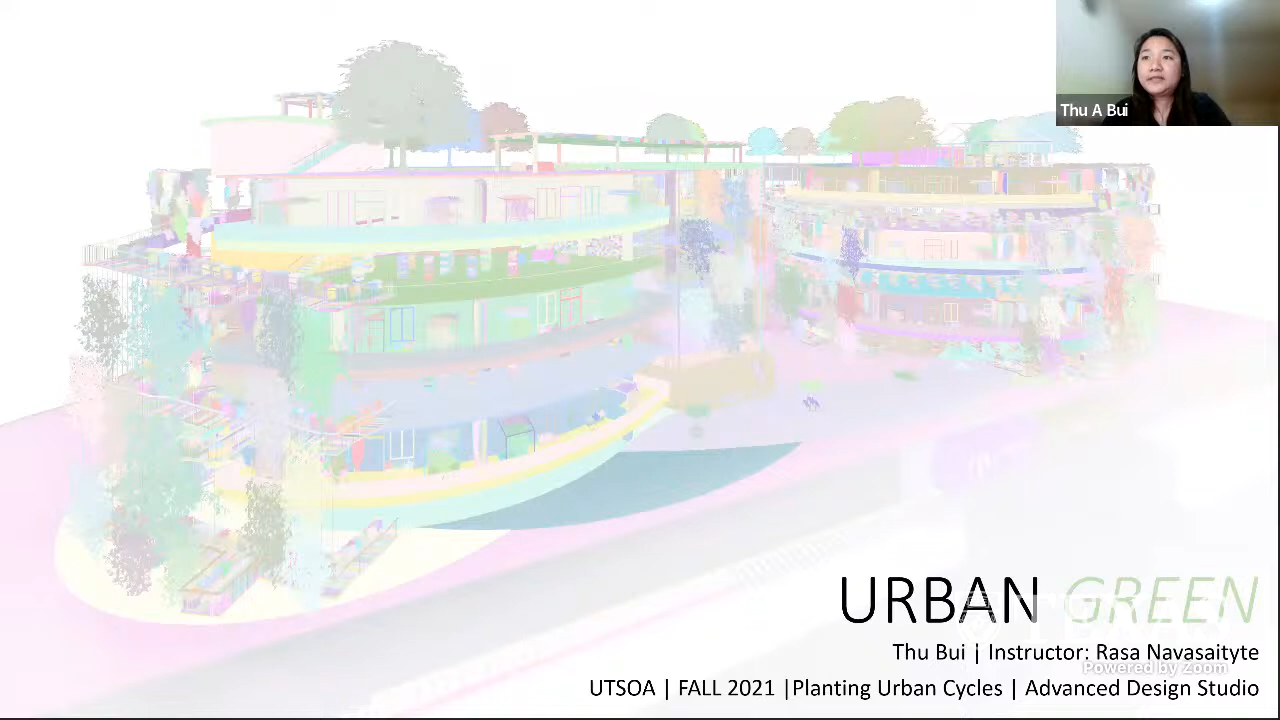 Thu A Bui
URBAN GREEN
Thu Bui | Instructor: Rasa Navasaityte
Powered by Zoom
UTSOA | FALL 2021 |Planting Urban Cycles | Advanced Design Studio